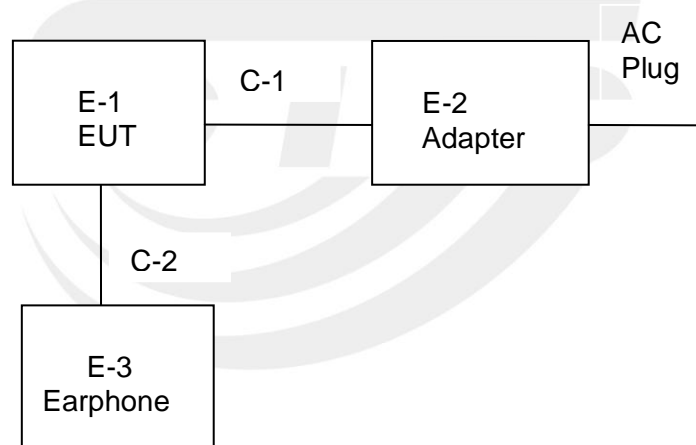 AC
Plug
C-1
E-1
EUT
E-2
Adapter
C-2
E-3
Earphone